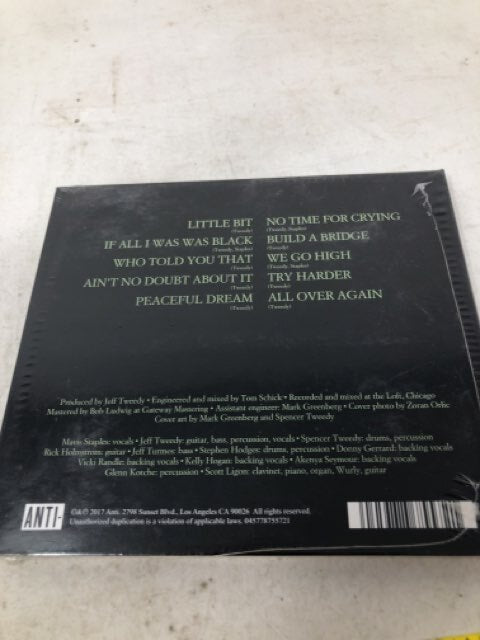 LITTLE BIT
(Tweedy)
IF ALL I WAS WAS BLACK
(Tweedy, Staples)
WHO TOLD YOU THAT
(Tweedy)
AIN'T NO DOUBT ABOUT IT
(Tweedy)
PEACEFUL DREAM
(Tweedy)
NO TIME FOR CRYING
(Tweedy, Staples)
BUILD A BRIDGE
(Tweedy)
WE GO HIGH
(Tweedy, Staples)
TRY HARDER
(Tweedy)
ALL OVER AGAIN
(Tweedy)
Produced by Jeff Tweedy • Engineered and mixed by Tom Schick • Recorded and mixed at the Loft, Chicago
Mastered by Bob Ludwig at Gateway Mastering • Assistant engineer: Mark Greenberg • Cover photo by Zoran Orlic
Cover art by Mark Greenberg and Spencer Tweedy
Mavis Staples: vocals • Jeff Tweedy: guitar, bass, percussion, vocals • Spencer Tweedy: drums, percussion
Rick Holmstrom: guitar • Jeff Turmes: bass • Stephen Hodges: drums, percussion • Donny Gerrard: backing vocals
Vicki Randle: backing vocals • Kelly Hogan: backing vocals • Akenya Seymour: backing vocals
Glenn Kotche: percussion • Scott Ligon: clavinet, piano, organ, Wurly, guitar
ANTI-
℗&© 2017 Anti. 2798 Sunset Blvd., Los Angeles CA 90026 All rights reserved.
Unauthorized duplication is a violation of applicable laws. 045778755721